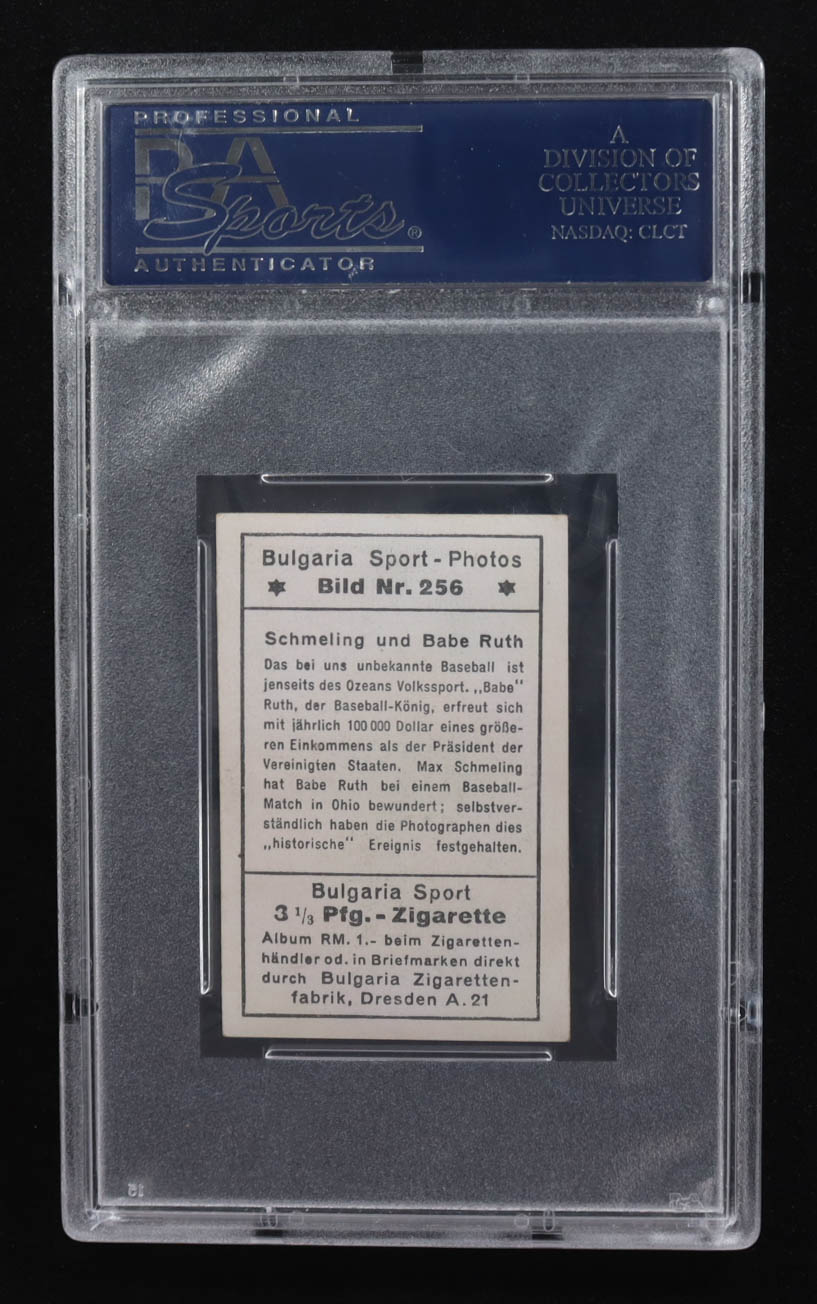 PROFESSIONAL
PSA
Sports®
AUTHENTICATOR
A
DIVISION OF
COLLECTORS
UNIVERSE
NASDAQ: CLCT
Bulgaria Sport-Photos
Bild Nr. 256
Schmeling und Babe Ruth
Das bei uns unbekannte Baseball ist
jenseits des Ozeans Volkssport. „Babe"
Ruth, der Baseball-König, erfreut sich
mit jährlich 100 000 Dollar eines größe-
ren Einkommens als der Präsident der
Vereinigten Staaten. Max Schmeling
hat Babe Ruth bei einem Baseball-
Match in Ohio bewundert; selbstver-
ständlich haben die Photographen dies
„historische" Ereignis festgehalten.
Bulgaria Sport
3 1/3 Pfg.-Zigarette
Album RM. 1.- beim Zigaretten-
händler od. in Briefmarken direkt
durch Bulgaria Zigaretten-
fabrik, Dresden A. 21